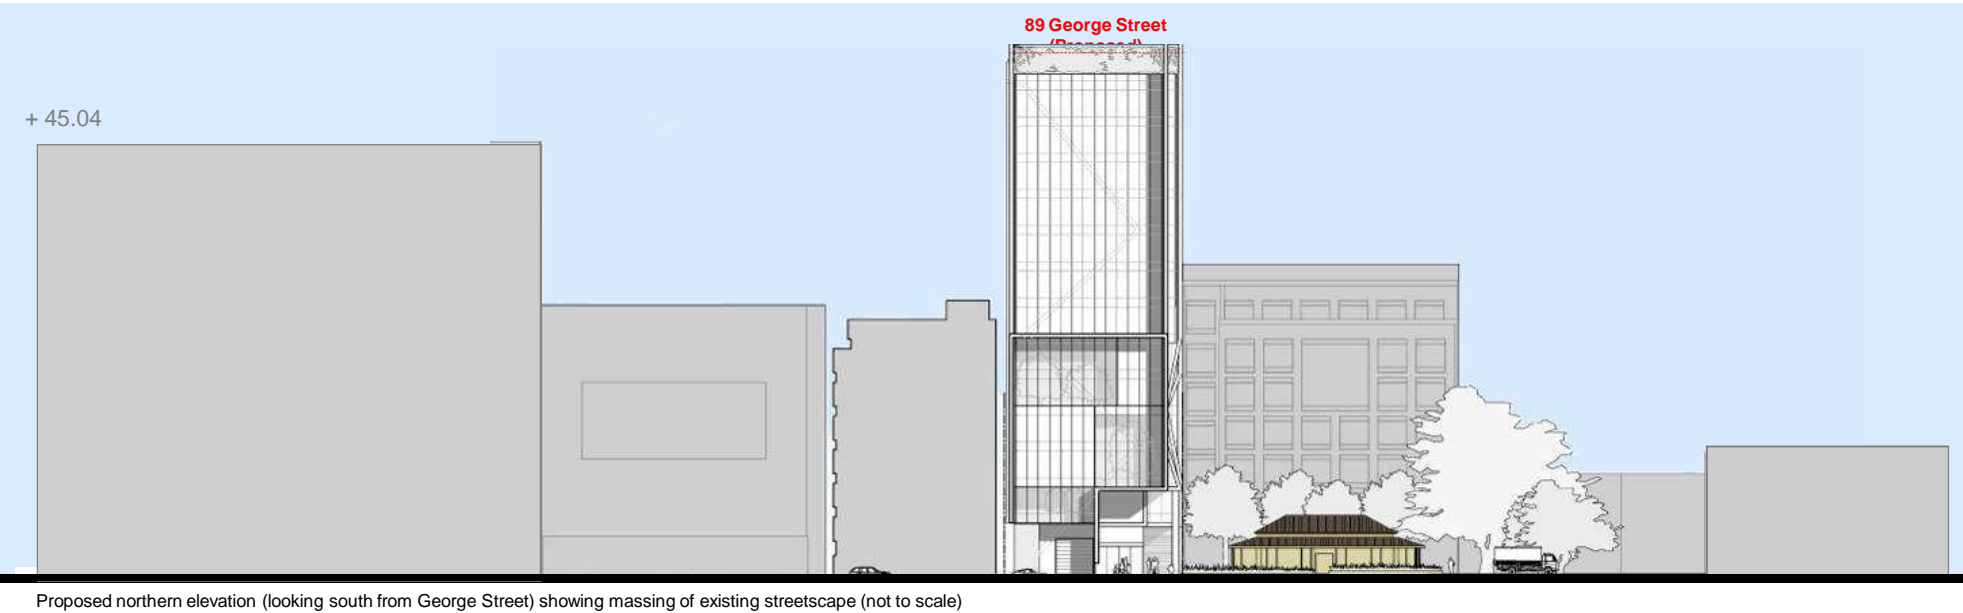 89 George Street
(Proposed)
+ 45.04
Proposed northern elevation (looking south from George Street) showing massing of existing streetscape (not to scale)